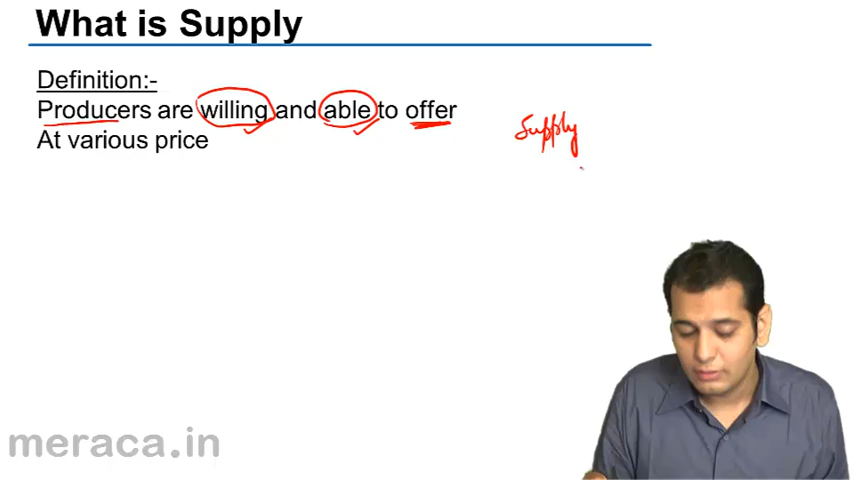 What is Supply
Definition:-
Producers are willing and able to offer
At various price
Supply
meraca.in